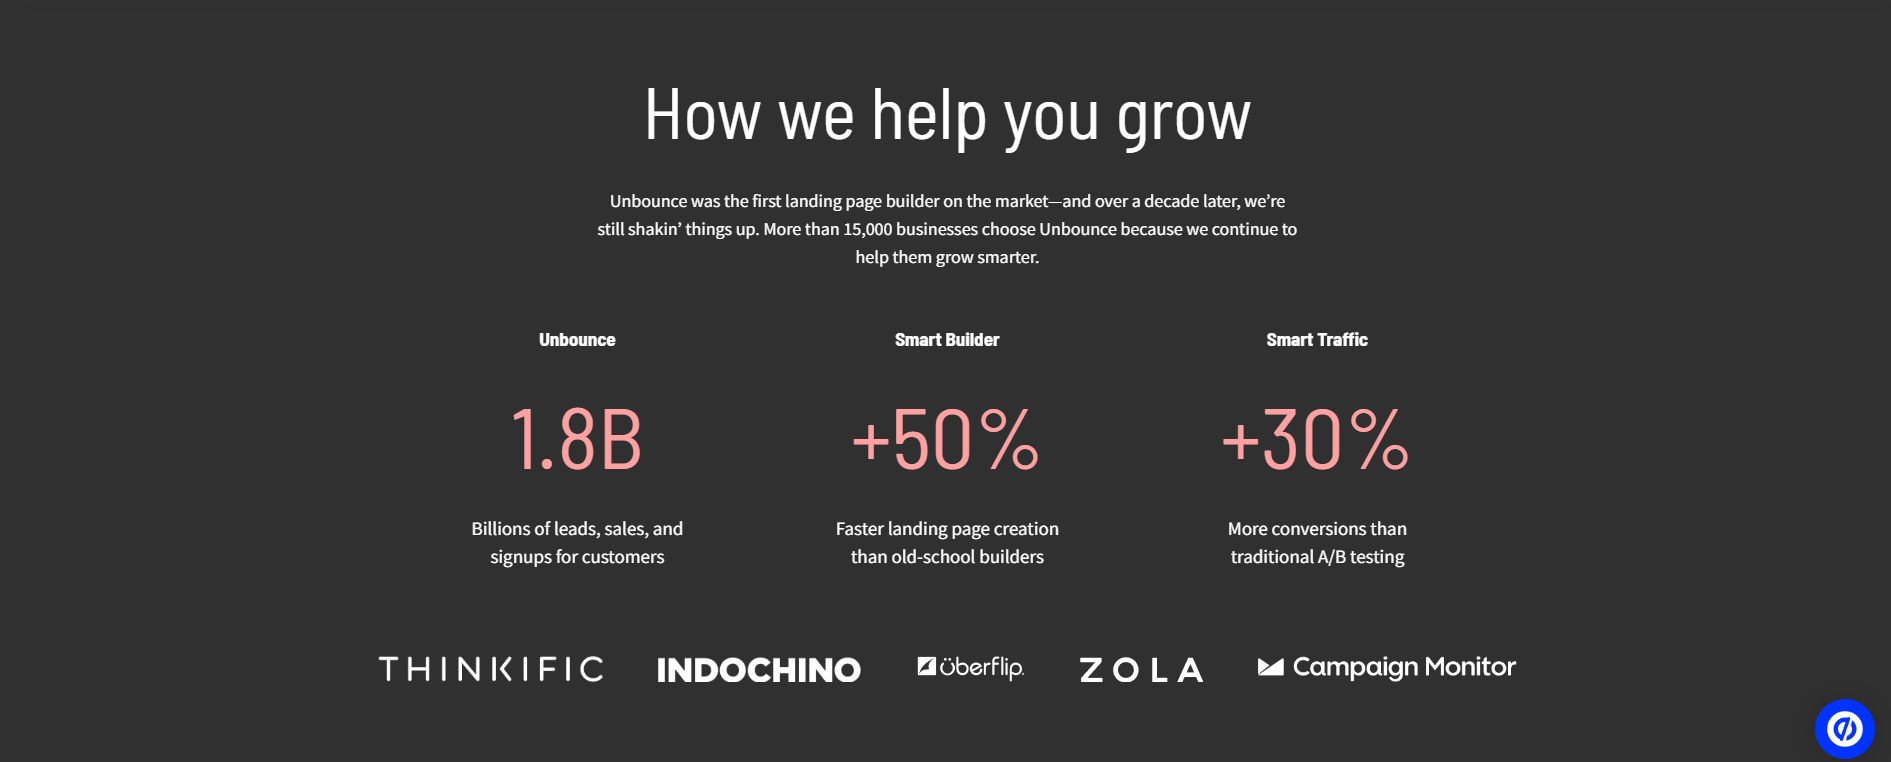 How we help you grow
Unbounce was the first landing page builder on the market—and over a decade later, we’re
still shakin’ things up. More than 15,000 businesses choose Unbounce because we continue to
help them grow smarter.
Unbounce
1.8B
Billions of leads, sales, and
signups for customers
Smart Builder
+50%
Faster landing page creation
than old-school builders
Smart Traffic
+30%
More conversions than
traditional A/B testing
THINKIFIC INDOCHINO überflip. ZOLA Campaign Monitor